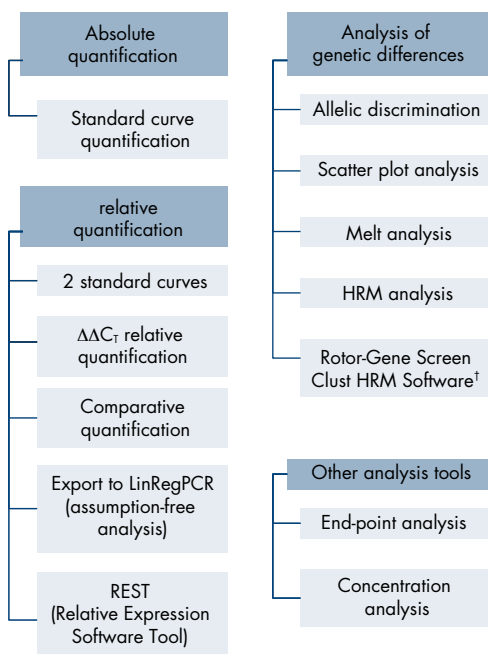 Absolute
quantification
Standard curve
quantification
relative
quantification
2 standard curves
ΔΔC_T relative
quantification
Comparative
quantification
Export to LinRegPCR
(assumption-free
analysis)
REST
(Relative Expression
Software Tool)
Analysis of
genetic differences
Allelic discrimination
Scatter plot analysis
Melt analysis
HRM analysis
Rotor-Gene Screen
Clust HRM Software†
Other analysis tools
End-point analysis
Concentration
analysis